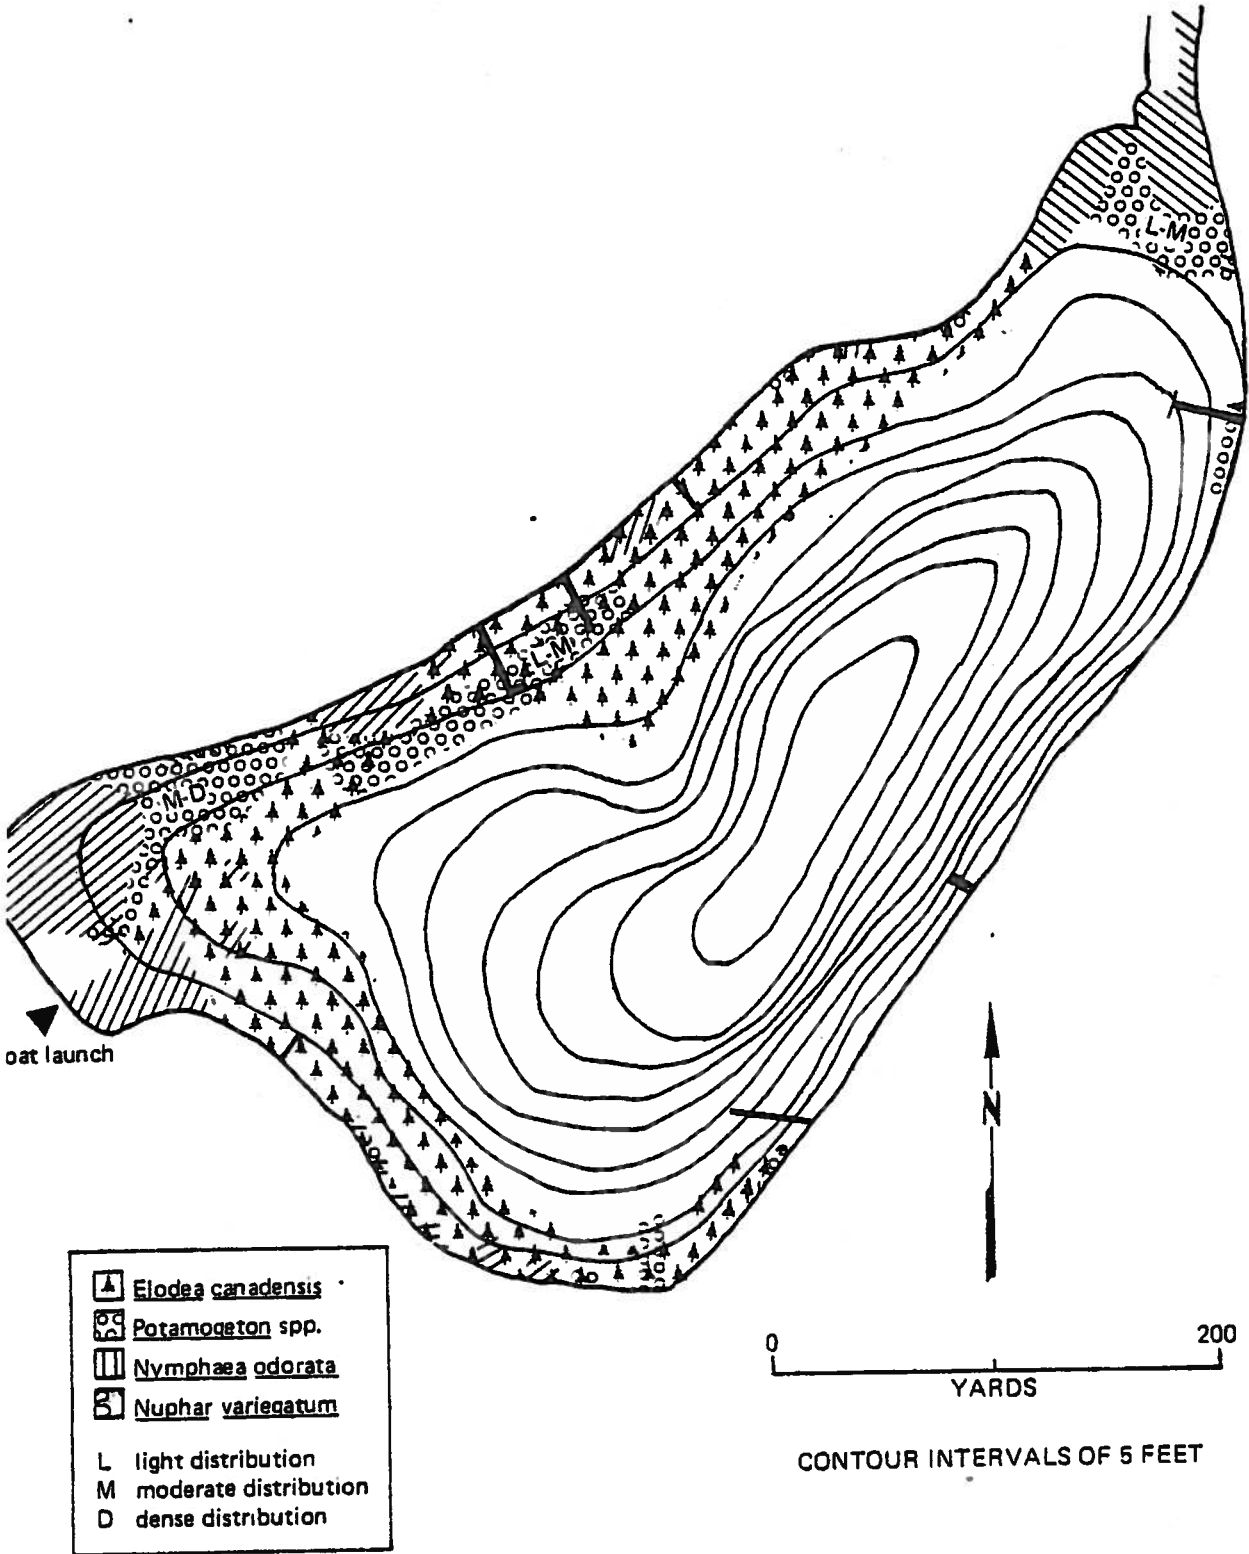 L-M
L-M
M-D
oat launch
N
Elodea canadensis
Potamogeton spp.
Nymphaea odorata
Nuphar variegatum
L light distribution
M moderate distribution
D dense distribution
0 200
YARDS
CONTOUR INTERVALS OF 5 FEET